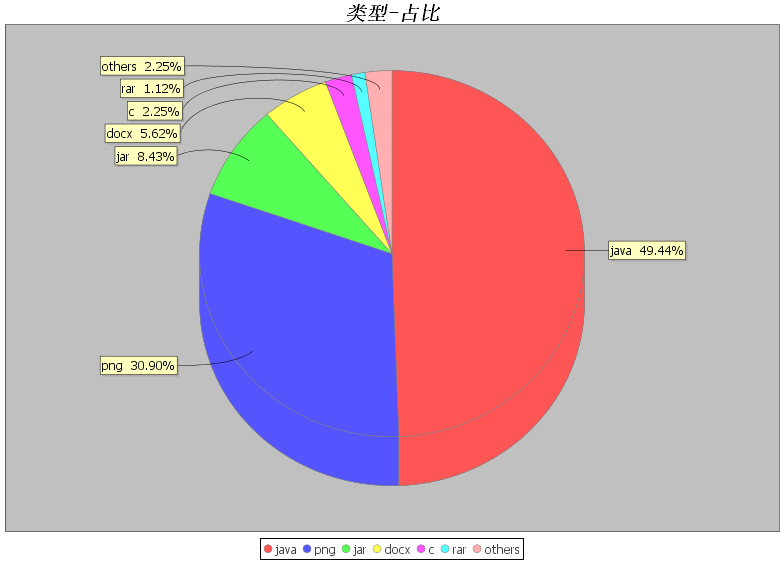 类型-占比
others 2.25%
rar 1.12%
c 2.25%
docx 5.62%
jar 8.43%
java 49.44%
png 30.90%
java png jar docx c rar others